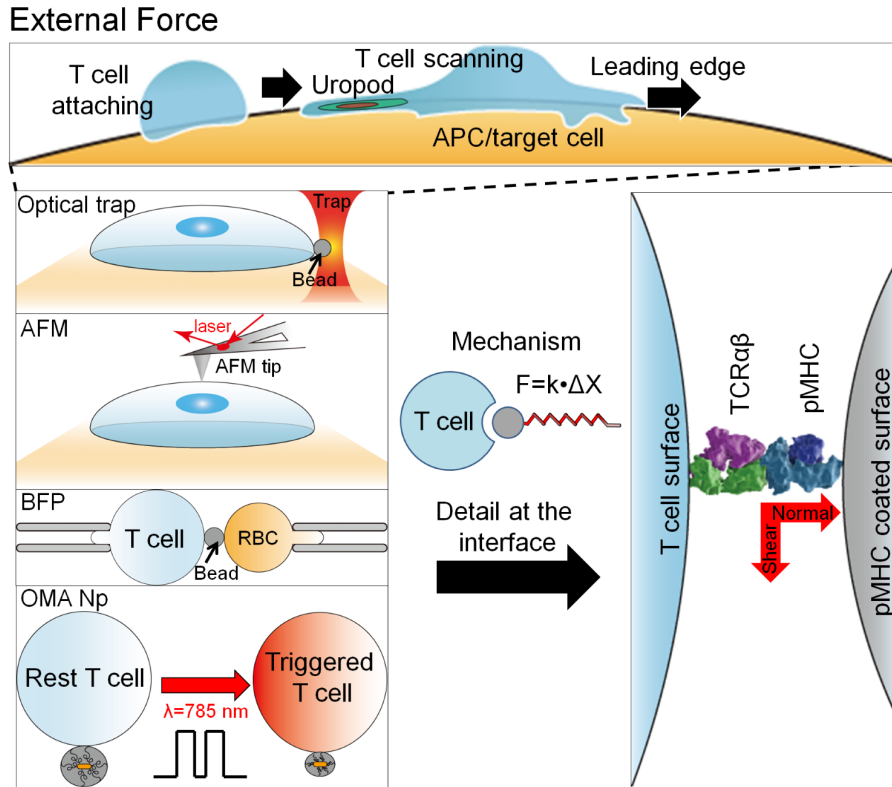 External Force
T cell
attaching
T cell scanning
Uropod
Leading edge
APC/target cell
Optical trap
Trap
Bead
AFM
laser
AFM tip
BFP
T cell
RBC
Bead
OMA Np
Rest T cell
Triggered
T cell
λ=785 nm
Mechanism
F=k•ΔX
T cell
Detail at the
interface
T cell surface
TCRαβ
pMHC
Normal
Shear
pMHC coated surface